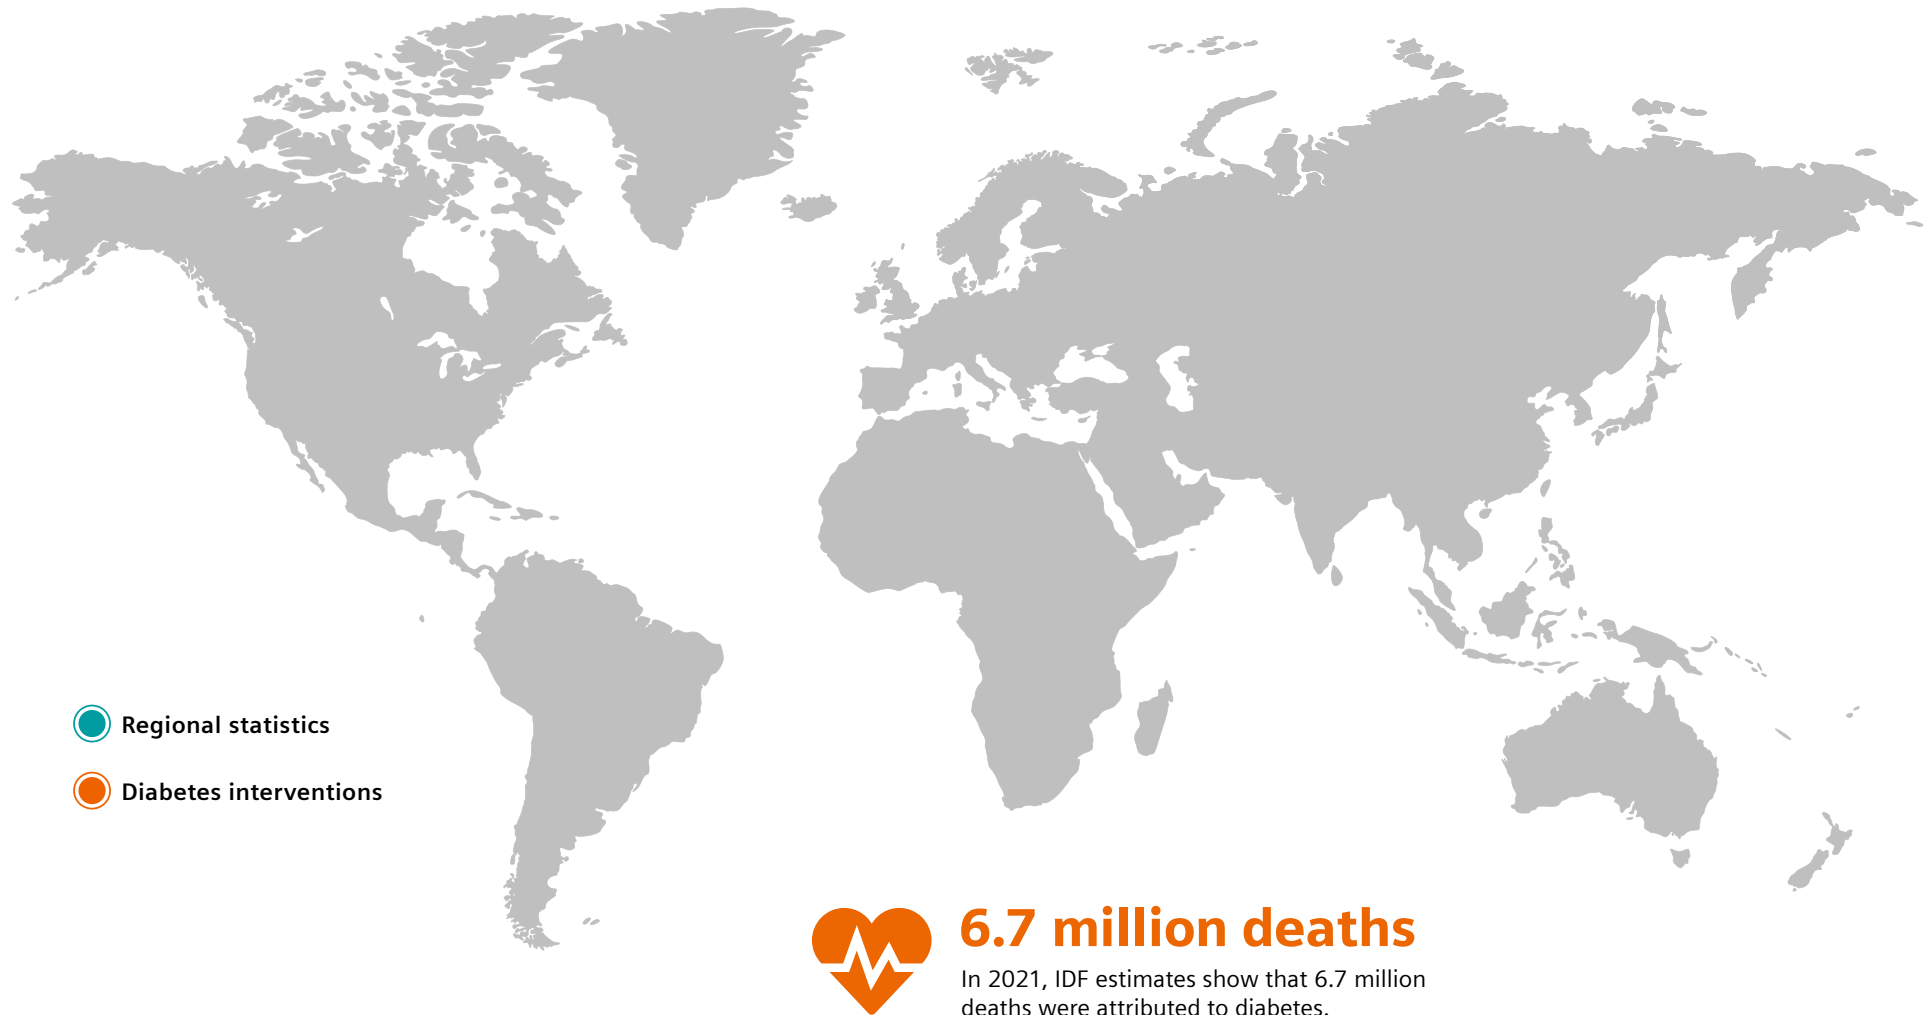 Regional statistics
Diabetes interventions
6.7 million deaths
In 2021, IDF estimates show that 6.7 million
deaths were attributed to diabetes.